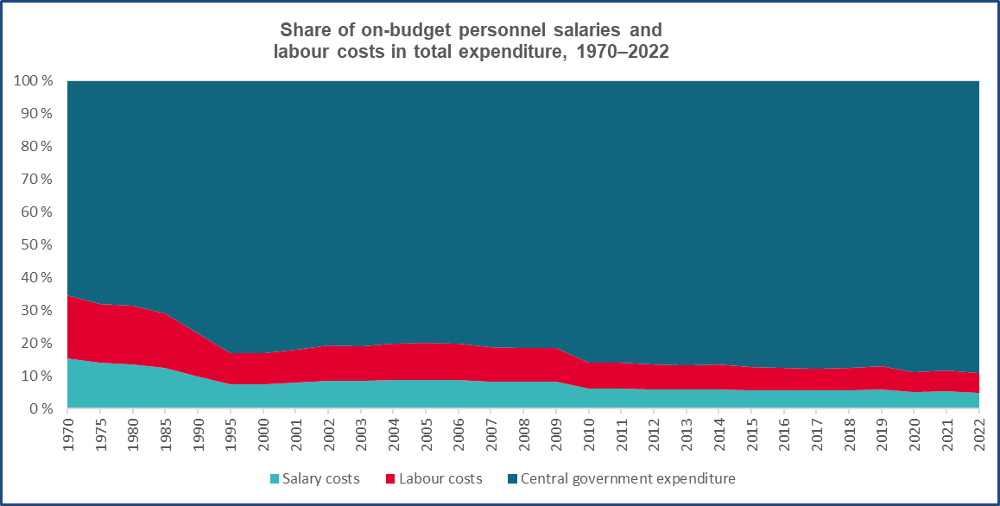 Share of on-budget personnel salaries and
labour costs in total expenditure, 1970–2022
100 %
90 %
80 %
70 %
60 %
50 %
40 %
30 %
20 %
10 %
0 %
1970 1975 1980 1985 1990 1995 2000 2001 2002 2003 2004 2005 2006 2007 2008 2009 2010 2011 2012 2013 2014 2015 2016 2017 2018 2019 2020 2021 2022
Salary costs Labour costs Central government expenditure